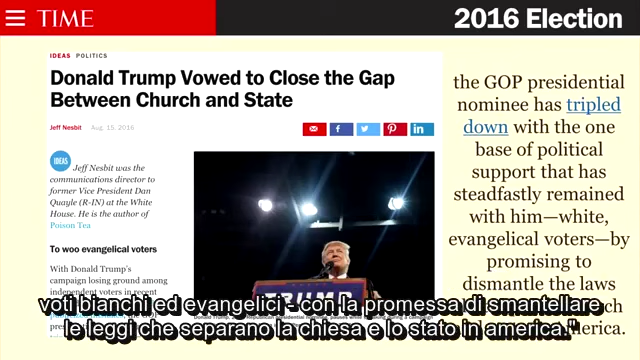 TIME
2016 Election
IDEAS POLITICS
Donald Trump Vowed to Close the Gap
Between Church and State
Jeff Nesbit Aug. 15, 2016
IDEAS
Jeff Nesbit was the
communications director to
former Vice President Dan
Quayle (R-IN) at the White
House. He is the author of
Poison Tea
To woo evangelical voters
With Donald Trump's
campaign losing ground among
independent voters in recent
TRUMP
the GOP presidential
nominee has tripled
down with the one
base of political
support that has
steadfastly remained
with him—white,
evangelical voters—by
promising to
dismantle the laws
voti bianchi ed evangelici - con la promessa di smantellare
le leggi che separano la chiesa e lo stato in america."